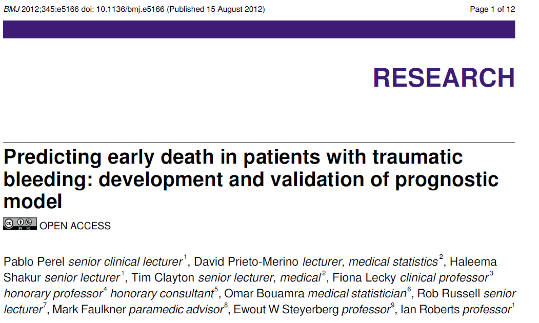 BMJ 2012;345:e5166 doi: 10.1136/bmj.e5166 (Published 15 August 2012) Page 1 of 12
RESEARCH
Predicting early death in patients with traumatic
bleeding: development and validation of prognostic
model
OPEN ACCESS
Pablo Perel senior clinical lecturer¹, David Prieto-Merino lecturer, medical statistics², Haleema
Shakur senior lecturer¹, Tim Clayton senior lecturer, medical², Fiona Lecky clinical professor³
honorary professor⁴ honorary consultant⁵, Omar Bouamra medical statistician⁶, Rob Russell senior
lecturer⁷, Mark Faulkner paramedic advisor⁸, Ewout W Steyerberg professor⁹, Ian Roberts professor¹